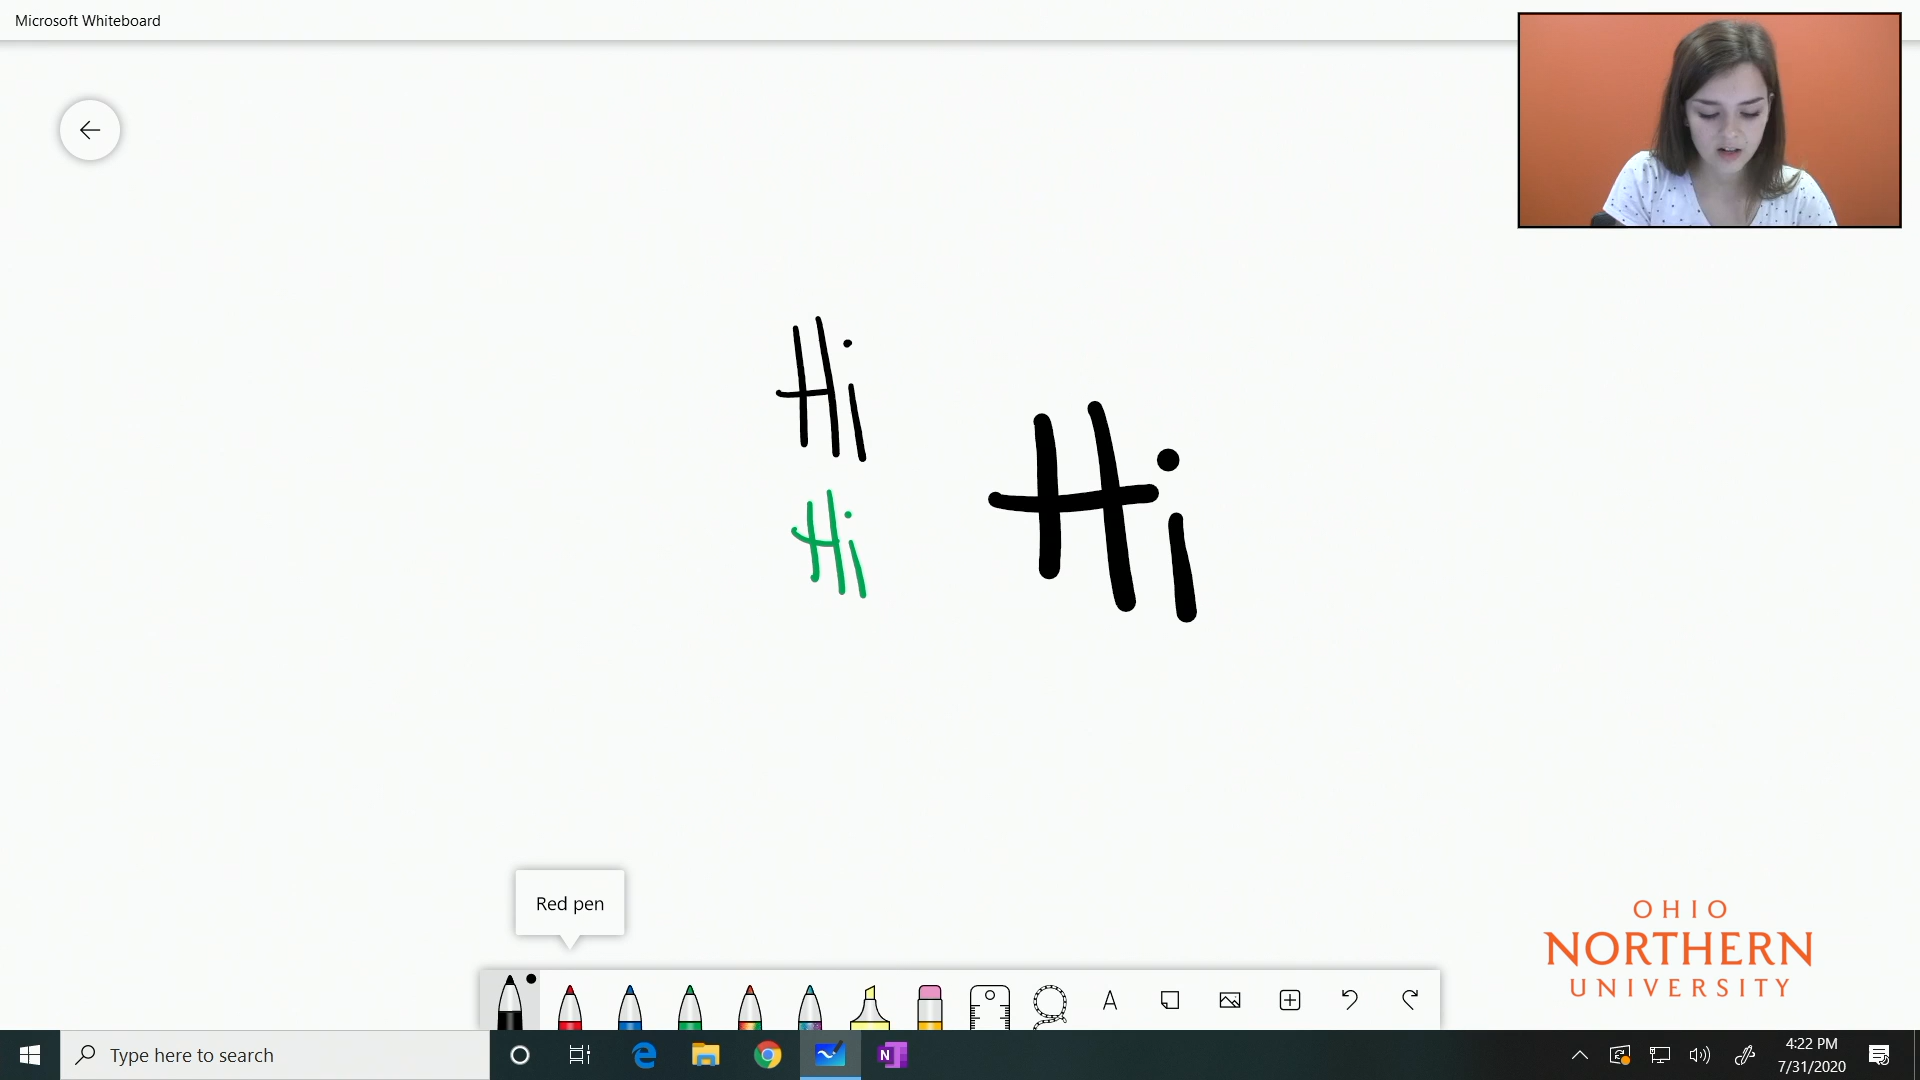 Microsoft Whiteboard
Hi
Hi
Hi
Red pen
OHIO
NORTHERN
UNIVERSITY
A
Type here to search
N
4:22 PM
7/31/2020